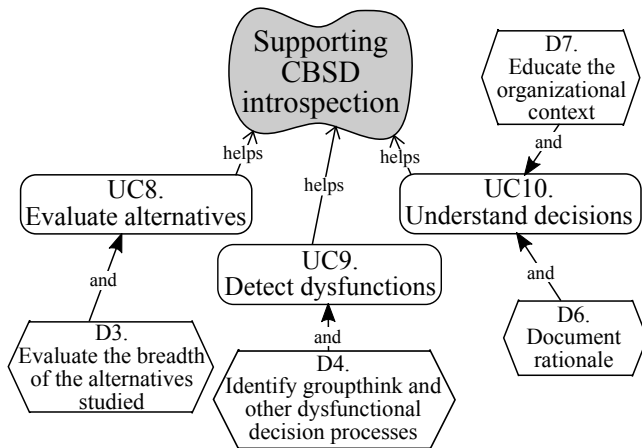 Supporting
CBSD
introspection
D7.
Educate the
organizational
context
helps
helps
helps
and
UC8.
Evaluate alternatives
UC9.
Detect dysfunctions
UC10.
Understand decisions
and
and
and
D3.
Evaluate the breadth
of the alternatives
studied
D4.
Identify groupthink and
other dysfunctional
decision processes
D6.
Document
rationale